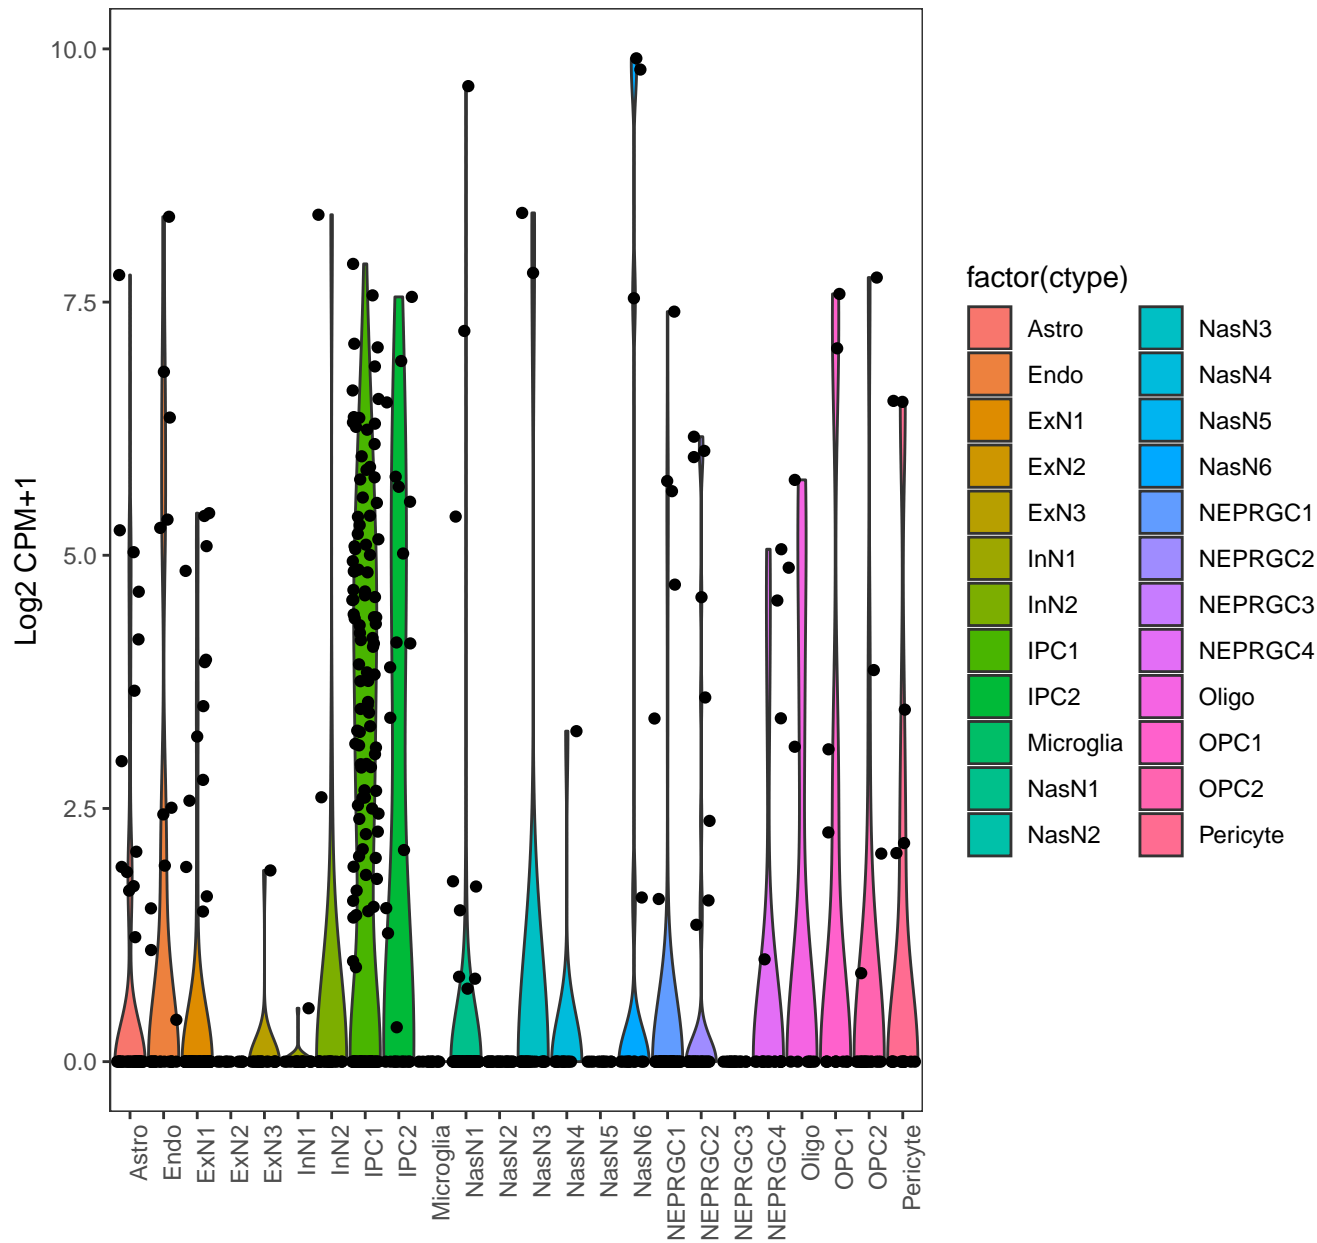 10.0
7.5
5.0
2.5
0.0
Log2 CPM+1
Astro
Endo
ExN1
ExN2
ExN3
InN1
InN2
IPC1
IPC2
Microglia
NasN1
NasN2
NasN3
NasN4
NasN5
NasN6
NEPRGC1
NEPRGC2
NEPRGC3
NEPRGC4
Oligo
OPC1
OPC2
Pericyte
factor(ctype)
Astro
Endo
ExN1
ExN2
ExN3
InN1
InN2
IPC1
IPC2
Microglia
NasN1
NasN2
NasN3
NasN4
NasN5
NasN6
NEPRGC1
NEPRGC2
NEPRGC3
NEPRGC4
Oligo
OPC1
OPC2
Pericyte